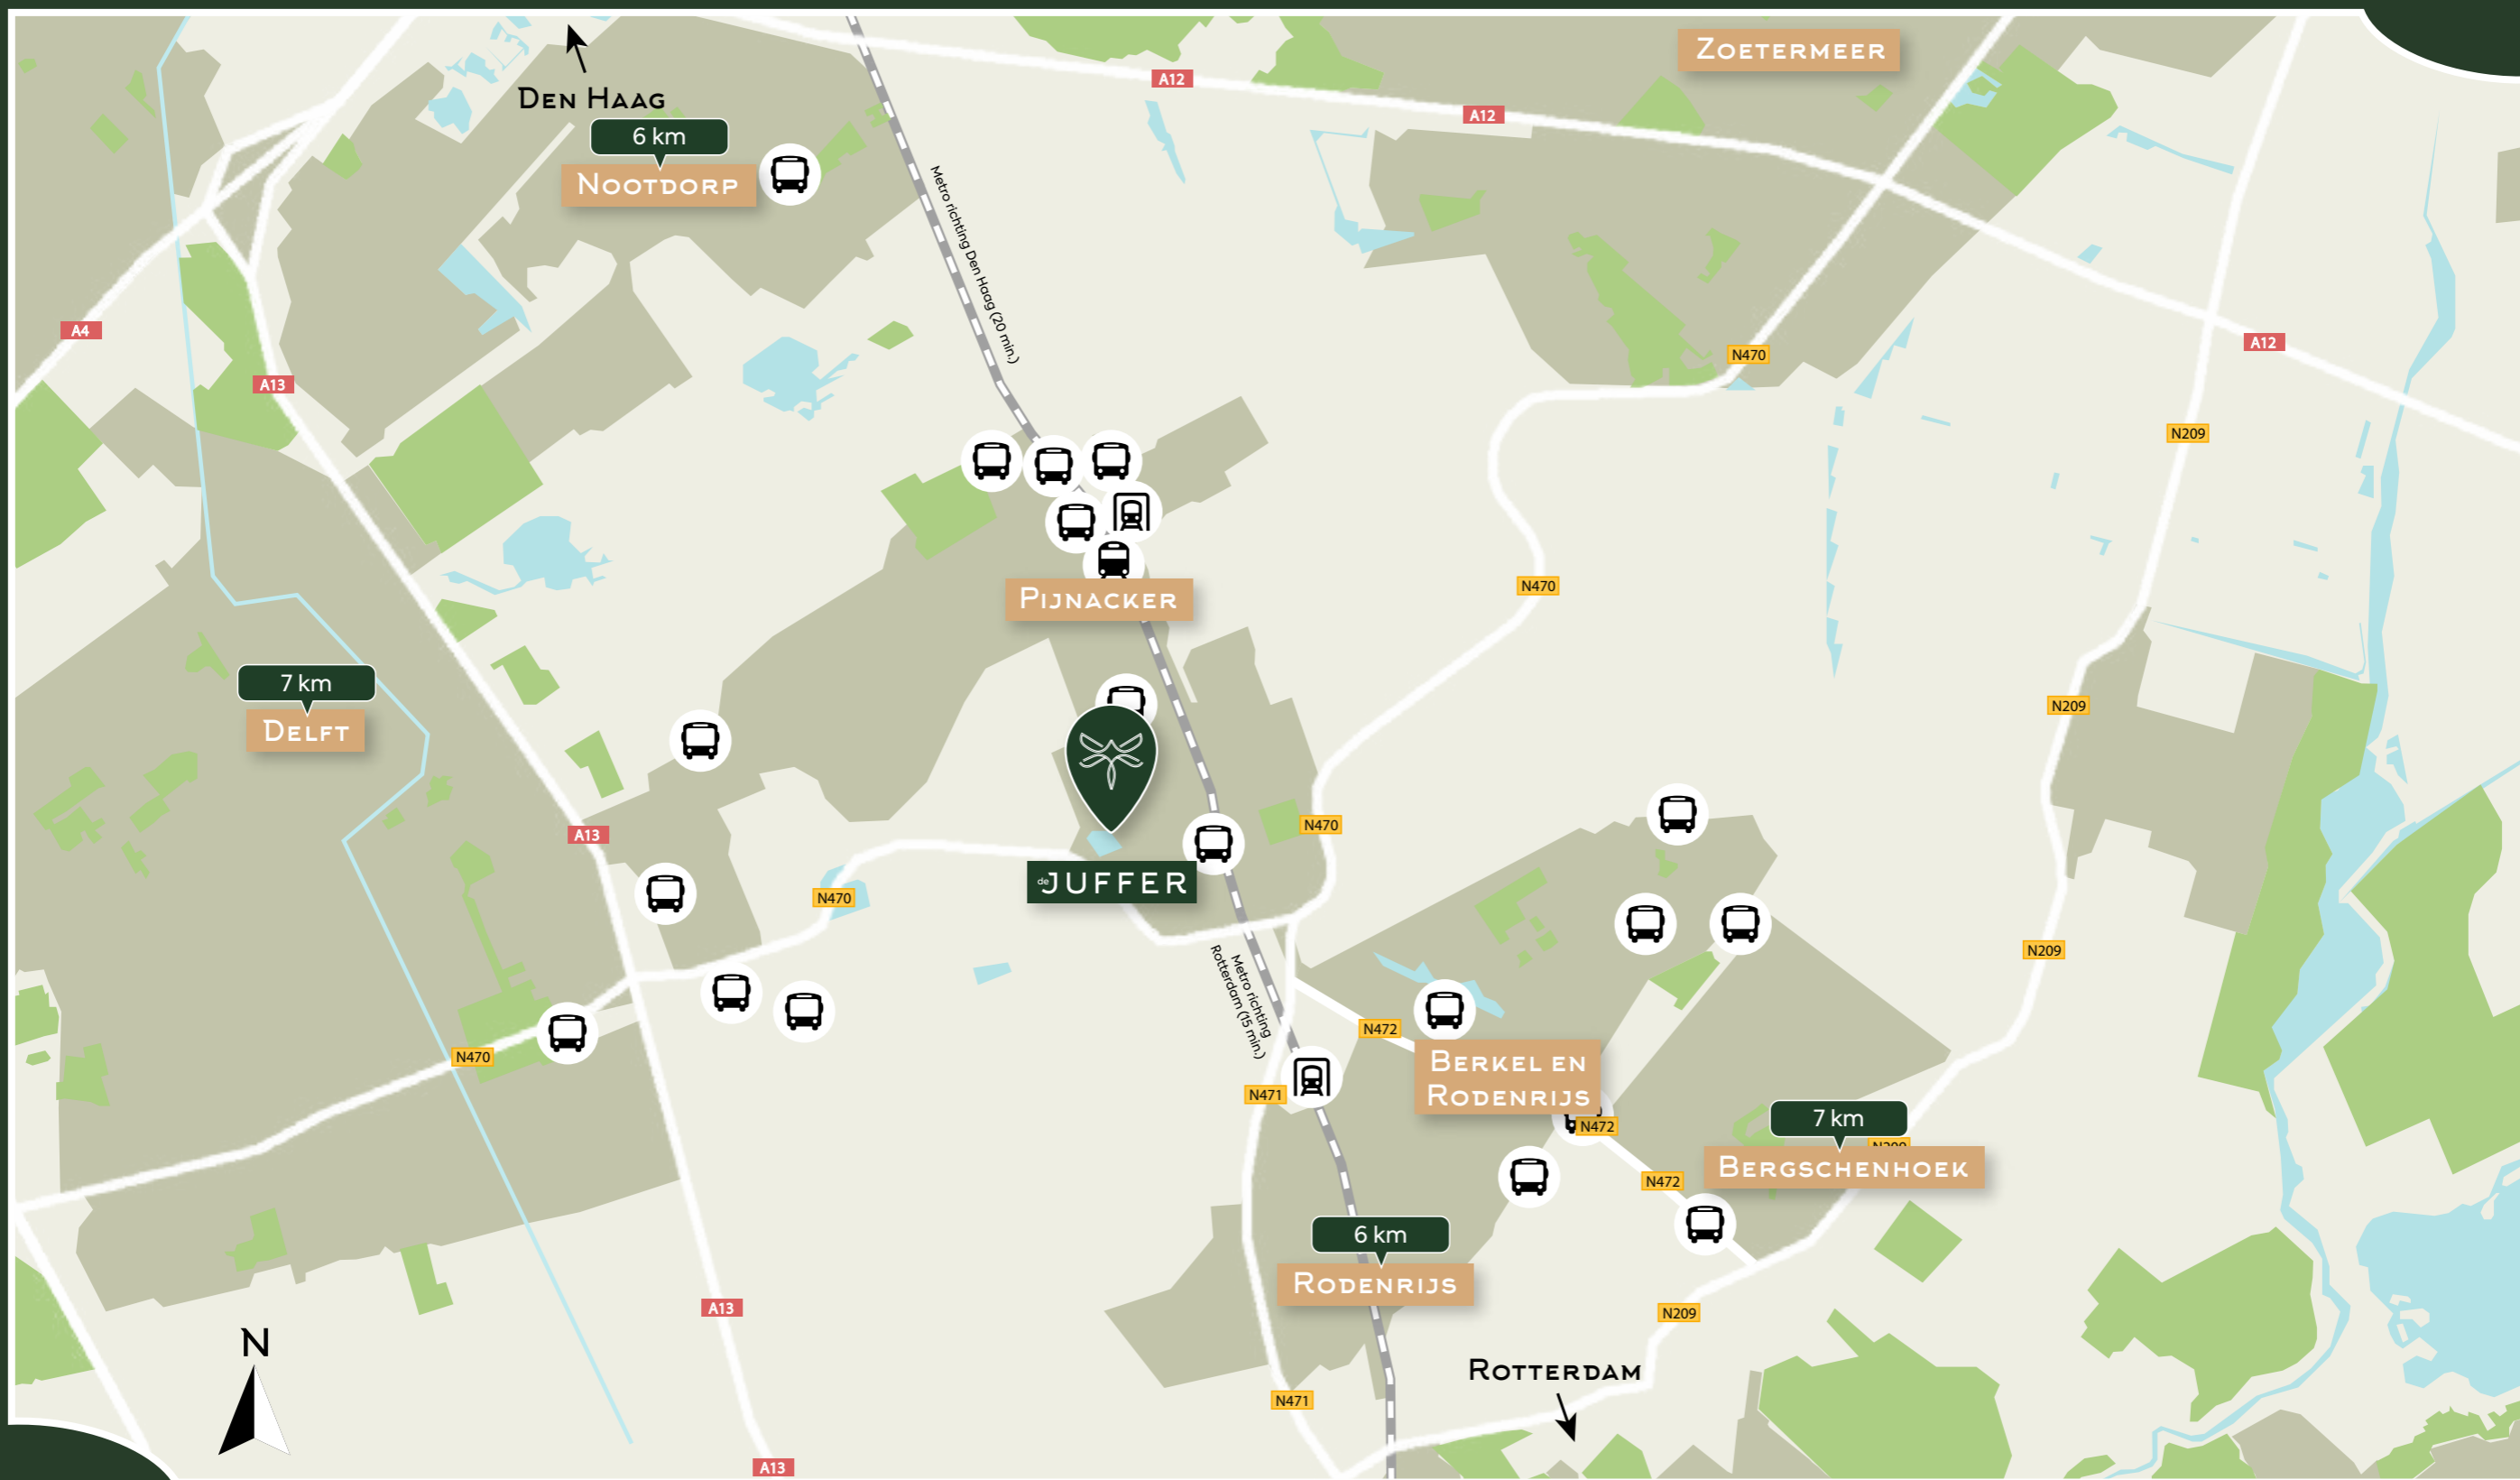 ZOETERMEER
A12
DEN HAAG
A12
6 km
NOOTDORP
Metro richting Den Haag (20 min.)
A4
A12
N470
A13
N209
N470
PIJNACKER
7 km
DELFT
N209
N470
A13
de JUFFER
N470
N209
Metro richting
Rotterdam (15 min.)
N472
N470
BERKEL EN
RODENRIJS
N471
N472
7 km
BERGSCHENHOEK
N472
6 km
RODENRIJS
A13
N209
N
ROTTERDAM
N471
A13